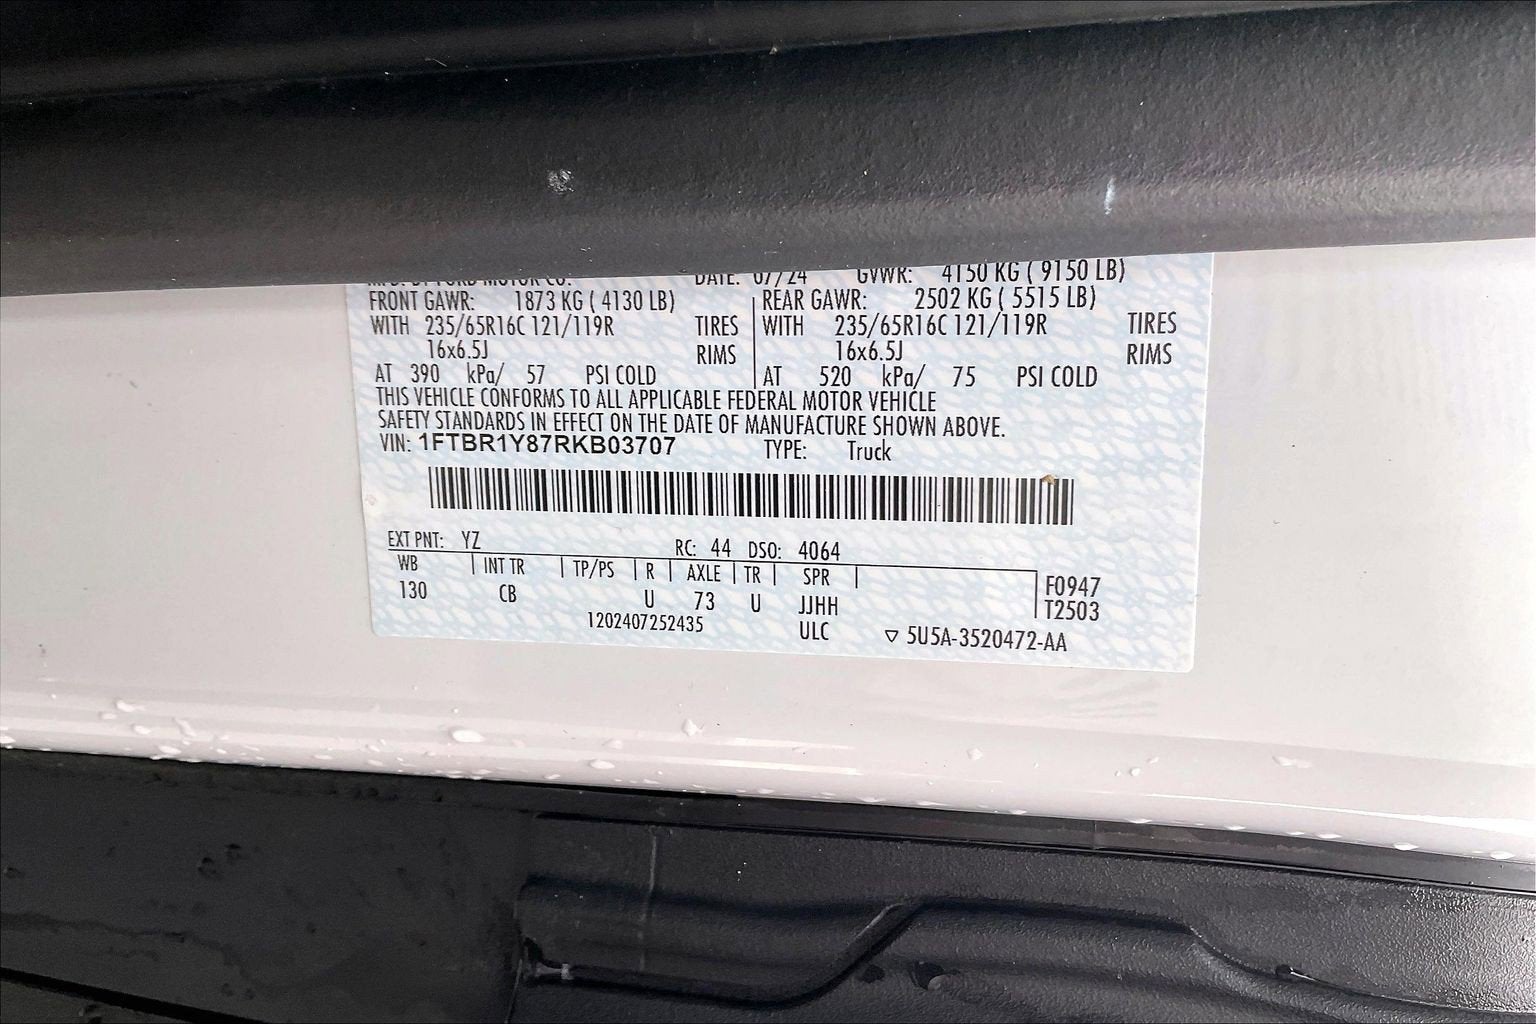 MFD. BY FORD MOTOR CO. DATE: 07/24 GVWR: 4150 KG ( 9150 LB)
FRONT GAWR: 1873 KG ( 4130 LB) REAR GAWR: 2502 KG ( 5515 LB)
WITH 235/65R16C 121/119R TIRES WITH 235/65R16C 121/119R TIRES
16x6.5J RIMS 16x6.5J RIMS
AT 390 kPa/ 57 PSI COLD AT 520 kPa/ 75 PSI COLD
THIS VEHICLE CONFORMS TO ALL APPLICABLE FEDERAL MOTOR VEHICLE
SAFETY STANDARDS IN EFFECT ON THE DATE OF MANUFACTURE SHOWN ABOVE.
VIN: 1FTBR1Y87RKB03707 TYPE: Truck
EXT PNT: YZ RC: 44 DSO: 4064
WB INT TR TP/PS R AXLE TR SPR F0947
130 CB U 73 U JJHH T2503
1202407252435 ULC ▽ 5U5A-3520472-AA